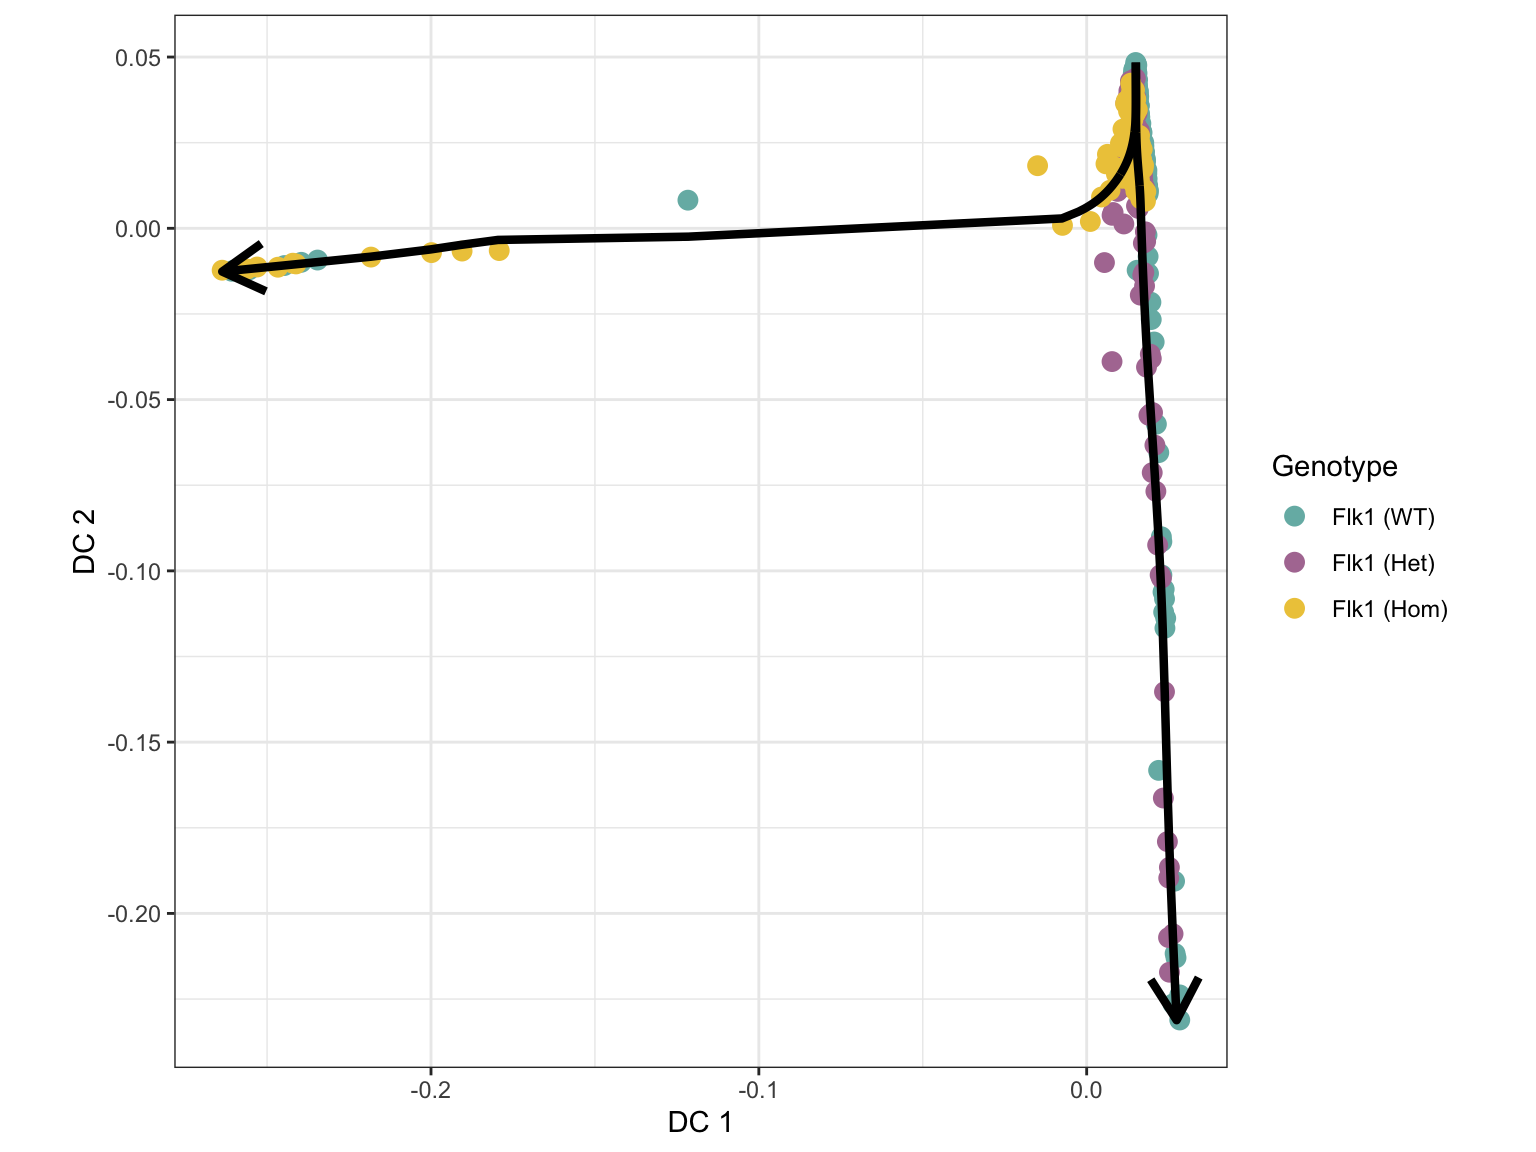 0.05
0.00
-0.05
-0.10
-0.15
-0.20
DC 2
-0.2
-0.1
0.0
DC 1
Genotype
Flk1 (WT)
Flk1 (Het)
Flk1 (Hom)